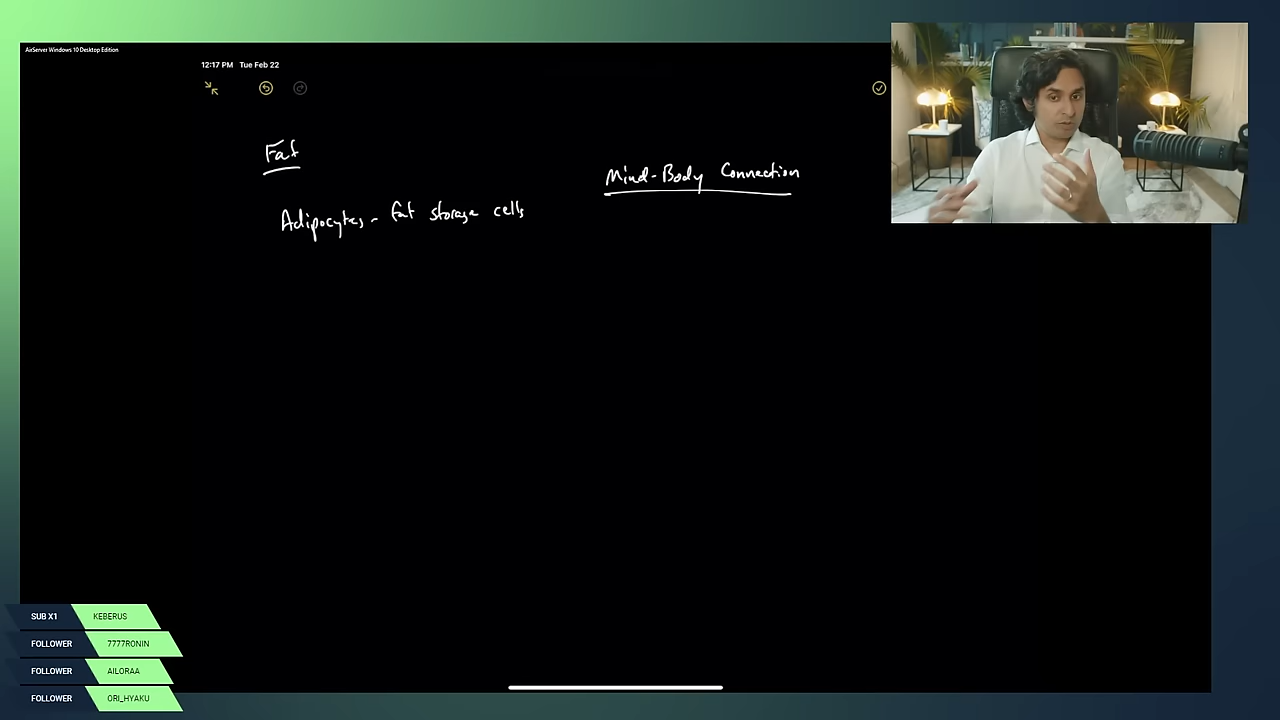 AirServer Windows 10 Desktop Edition
12:17 PM Tue Feb 22
Fat
Mind-Body Connection
Adipocytes - fat storage cells
SUB X1 KEBERUS
FOLLOWER 7777RONIN
FOLLOWER AILORAA
FOLLOWER ORI_HYAKU